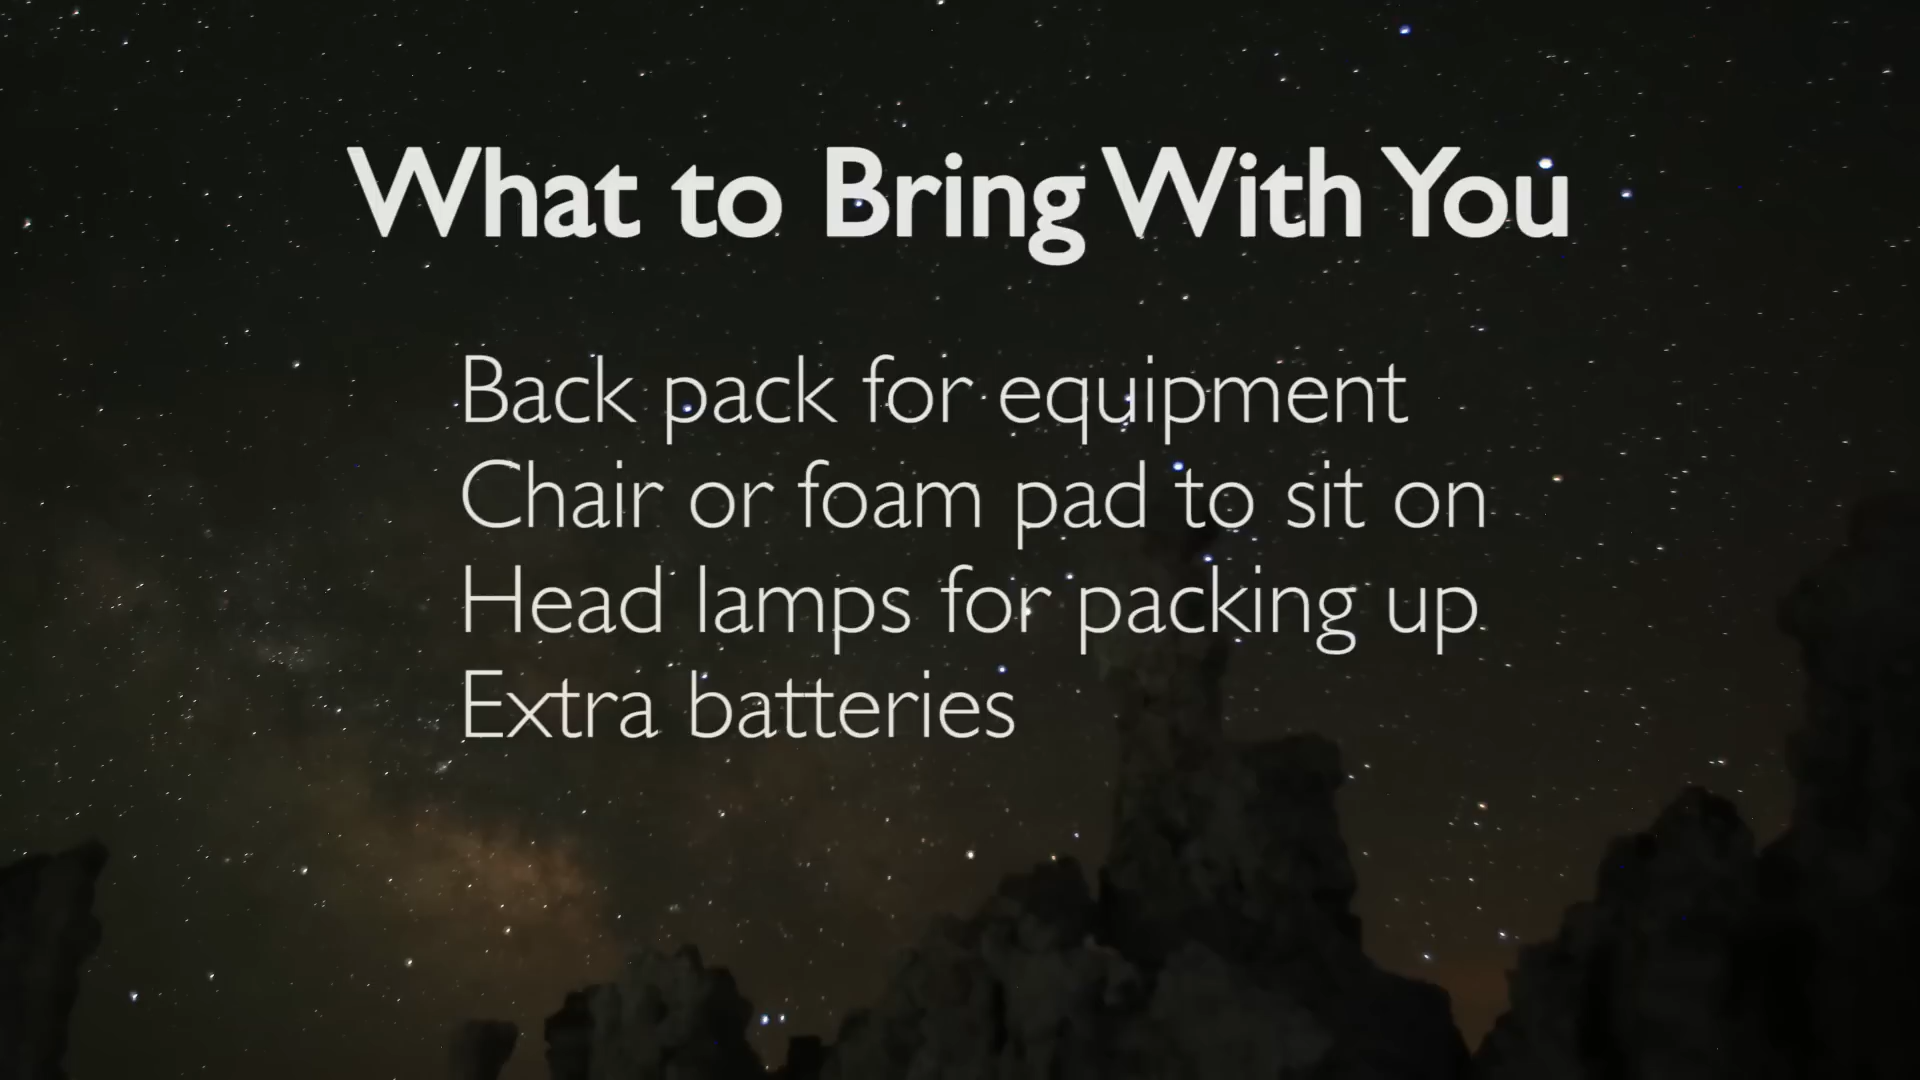 What to Bring With You
Back pack for equipment
Chair or foam pad to sit on
Head lamps for packing up
Extra batteries